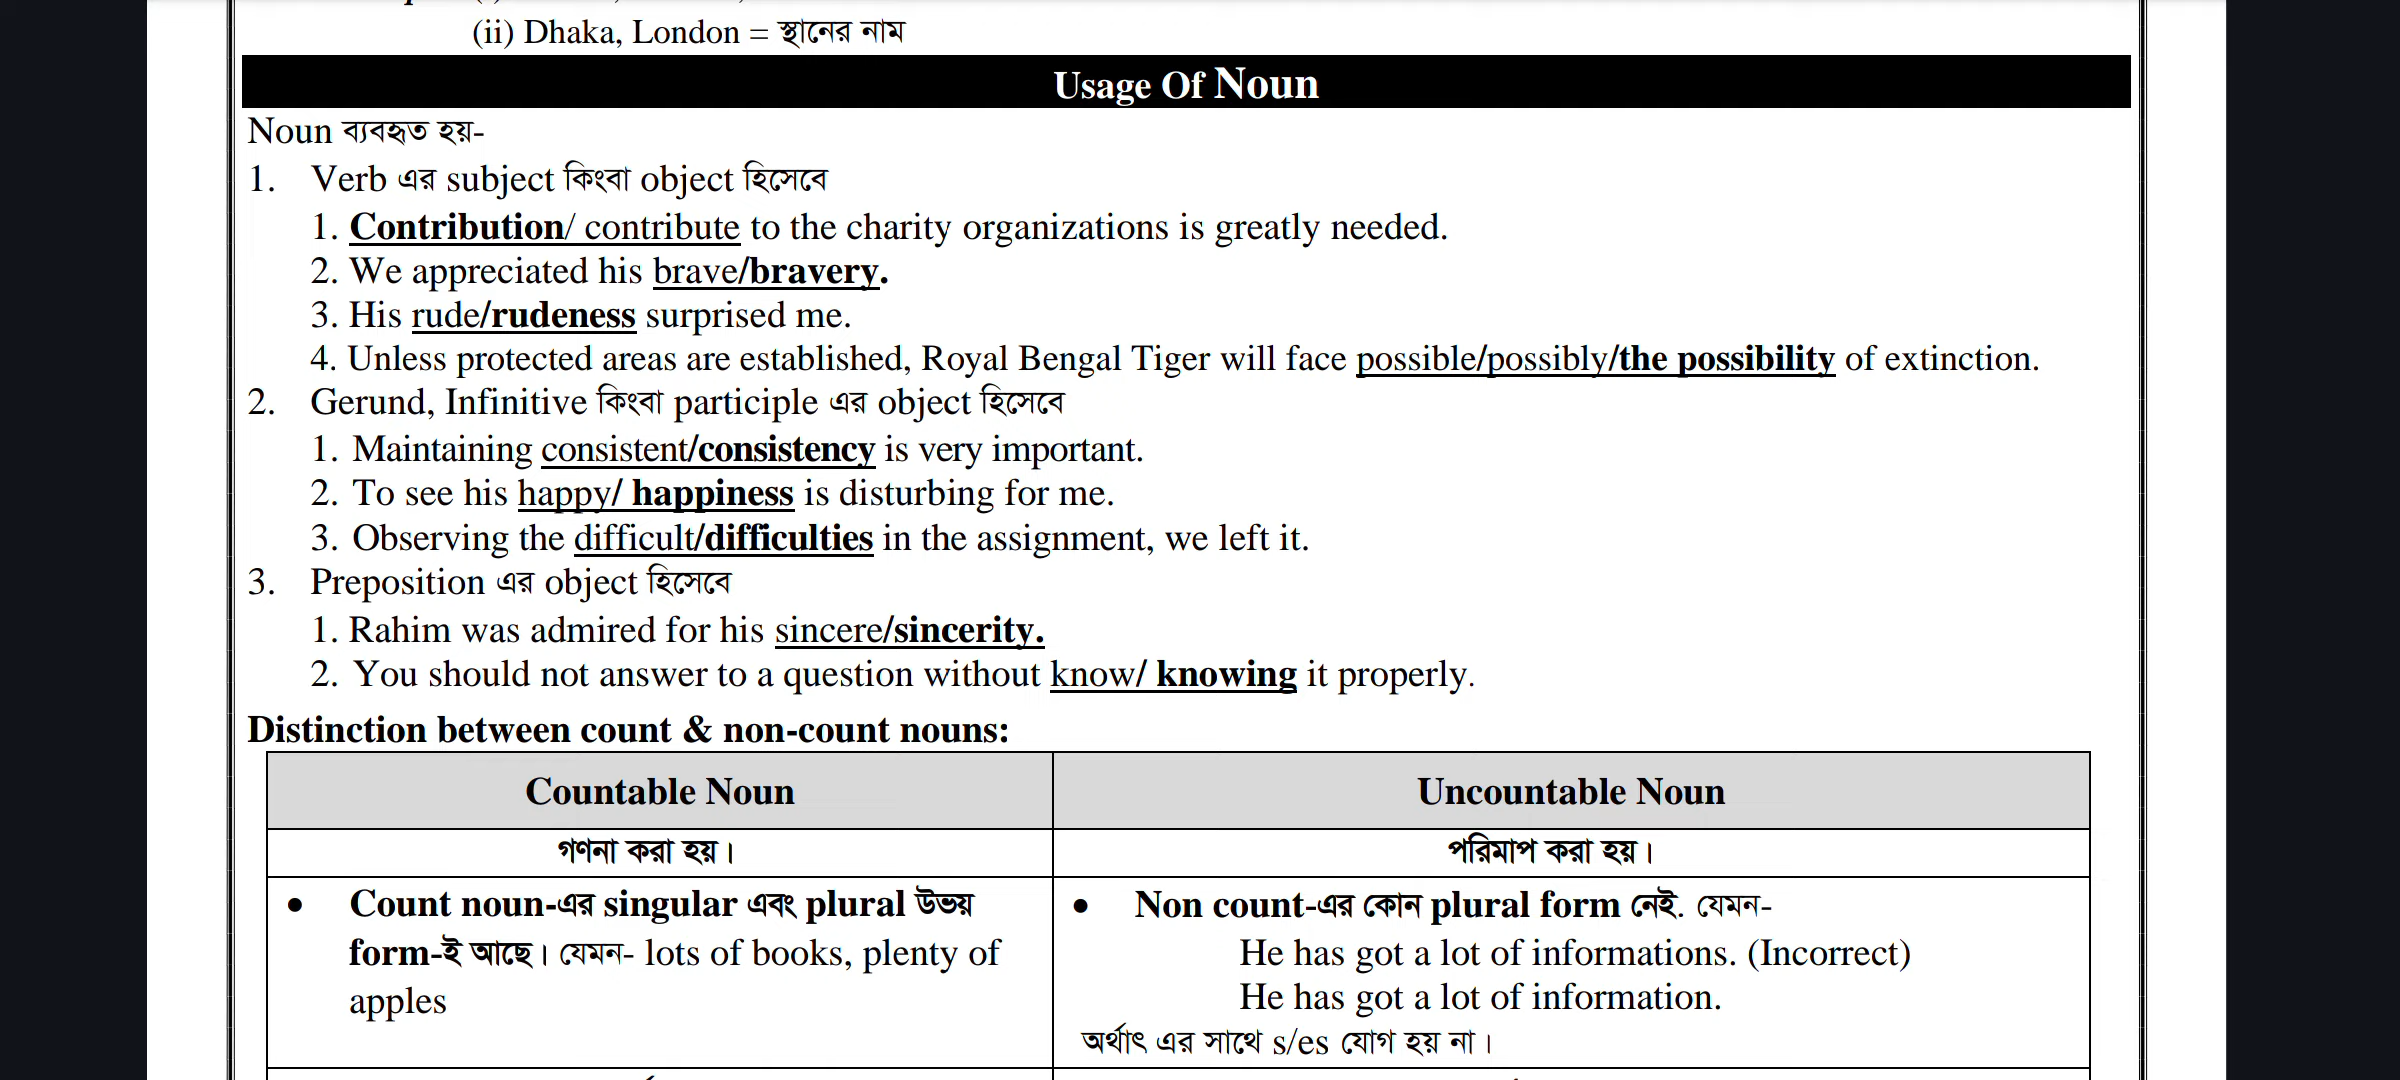 (ii) Dhaka, London = স্থানের নাম
Usage Of Noun
Noun ব্যবহৃত হয়-
1. Verb এর subject কিংবা object হিসেবে
1. Contribution/ contribute to the charity organizations is greatly needed.
2. We appreciated his brave/bravery.
3. His rude/rudeness surprised me.
4. Unless protected areas are established, Royal Bengal Tiger will face possible/possibly/the possibility of extinction.
2. Gerund, Infinitive কিংবা participle এর object হিসেবে
1. Maintaining consistent/consistency is very important.
2. To see his happy/ happiness is disturbing for me.
3. Observing the difficult/difficulties in the assignment, we left it.
3. Preposition এর object হিসেবে
1. Rahim was admired for his sincere/sincerity.
2. You should not answer to a question without know/ knowing it properly.
Distinction between count & non-count nouns:
Countable Noun
Uncountable Noun
গণনা করা হয়।
পরিমাপ করা হয়।
• Count noun-এর singular এবং plural উভয়
form-ই আছে। যেমন- lots of books, plenty of
apples
• Non count-এর কোন plural form নেই. যেমন-
He has got a lot of informations. (Incorrect)
He has got a lot of information.
অর্থাৎ এর সাথে s/es যোগ হয় না।